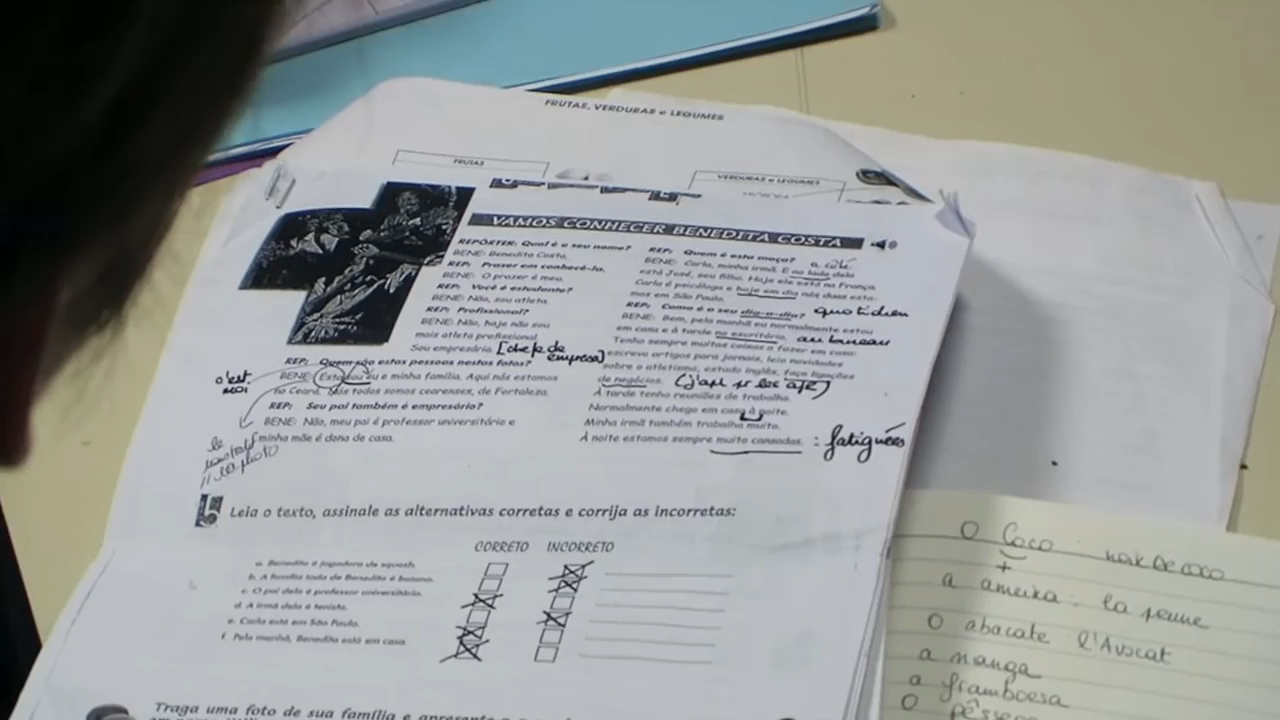 FRUTAS, VERDURAS e LEGUMES
FRUTAS
VERDURAS e LEGUMES
VAMOS CONHECER BENEDITA COSTA
REPÓRTER: Qual é o seu nome?
BENE: Benedita Costa.
REP: Prazer em conhecê-la.
BENE: O prazer é meu.
REP: Você é estudante?
BENE: Não, sou atleta.
REP: Profissional?
BENE: Não, hoje não sou
mais atleta profissional.
Sou empresária. [chefe de
empresa]
REP: Quem são estas pessoas nestas fotos?
c'est
moi
BENE: Esta sou eu e minha família. Aqui nós estamos
no Ceará. Nós todos somos cearenses, de Fortaleza.
REP: Seu pai também é empresário?
BENE: Não, meu pai é professor universitário e
minha mãe é dona de casa.
REP: Quem é esta moça? a côté
BENE: Carla, minha irmã. E ao lado dela
está José, seu filho. Hoje ele está na França.
Carla é psicóloga e hoje em dia nós duas esta-
mos em São Paulo.
REP: Como é o seu dia-a-dia? quotidien
BENE: Bem, pela manhã eu normalmente estou
em casa e à tarde no escritório. au bureau
Tenho sempre muitas coisas a fazer em casa:
escrevo artigos para jornais, leio novidades
sobre o atletismo, estudo inglês, faço ligações
de negócios.
À tarde tenho reuniões de trabalho.
Normalmente chego em casa à noite.
Minha irmã também trabalha muito.
À noite estamos sempre muito cansadas. : fatiguées
Leia o texto, assinale as alternativas corretas e corrija as incorretas:
CORRETO INCORRETO
a. Benedita é jogadora de squash.
b. A família toda de Benedita é baiana.
c. O pai dela é professor universitário.
d. A irmã dela é tenista.
e. Carla está em São Paulo.
f. Pela manhã, Benedita está em casa.
Traga uma foto de sua família e apresente
O Coco noix de coco
a ameixa : la prune
O abacate l'Avocat
a manga
a framboesa
O